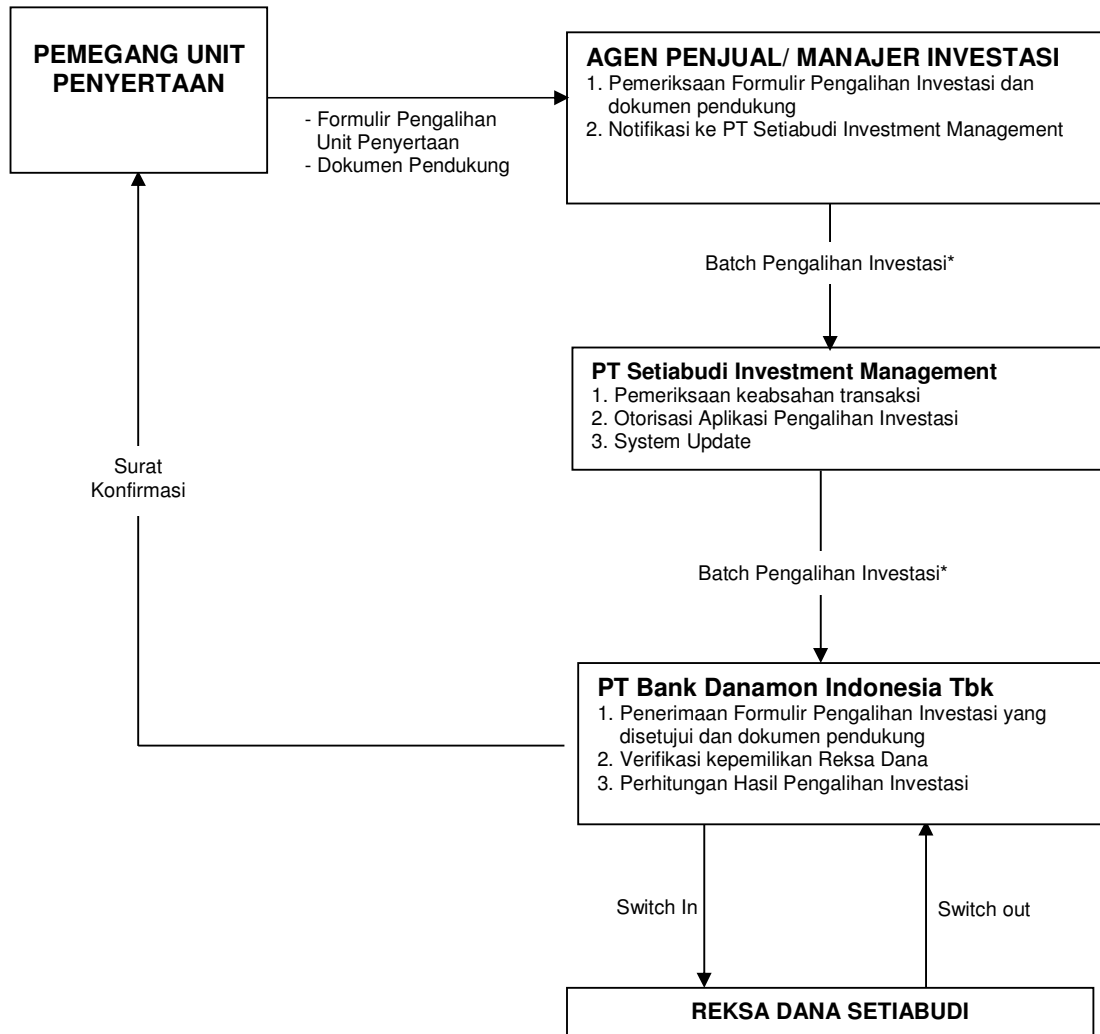 PEMEGANG UNIT
PENYERTAAN
AGEN PENJUAL/ MANAJER INVESTASI
1. Pemeriksaan Formulir Pengalihan Investasi dan
dokumen pendukung
2. Notifikasi ke PT Setiabudi Investment Management
- Formulir Pengalihan
Unit Penyertaan
- Dokumen Pendukung
Batch Pengalihan Investasi*
PT Setiabudi Investment Management
1. Pemeriksaan keabsahan transaksi
2. Otorisasi Aplikasi Pengalihan Investasi
3. System Update
Surat
Konfirmasi
Batch Pengalihan Investasi*
PT Bank Danamon Indonesia Tbk
1. Penerimaan Formulir Pengalihan Investasi yang
disetujui dan dokumen pendukung
2. Verifikasi kepemilikan Reksa Dana
3. Perhitungan Hasil Pengalihan Investasi
Switch In
Switch out
REKSA DANA SETIABUDI